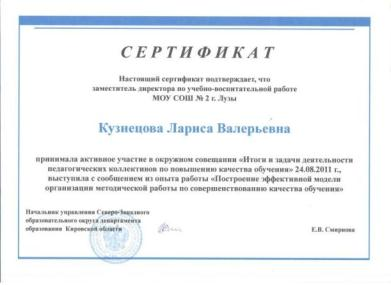 СЕРТИФИКАТ
Настоящий сертификат подтверждает, что
заместитель директора по учебно-воспитательной работе
МОУ СОШ № 2 г. Лузы
Кузнецова Лариса Валерьевна
принимала активное участие в окружном совещании «Итоги и задачи деятельности
педагогических коллективов по повышению качества обучения» 24.08.2011 г.,
выступила с сообщением из опыта работы «Построение эффективной модели
организации методической работы по совершенствованию качества обучения»
Начальник управления Северо-Западного
образовательного округа департамента
образования Кировской области
Е.В. Смирнова